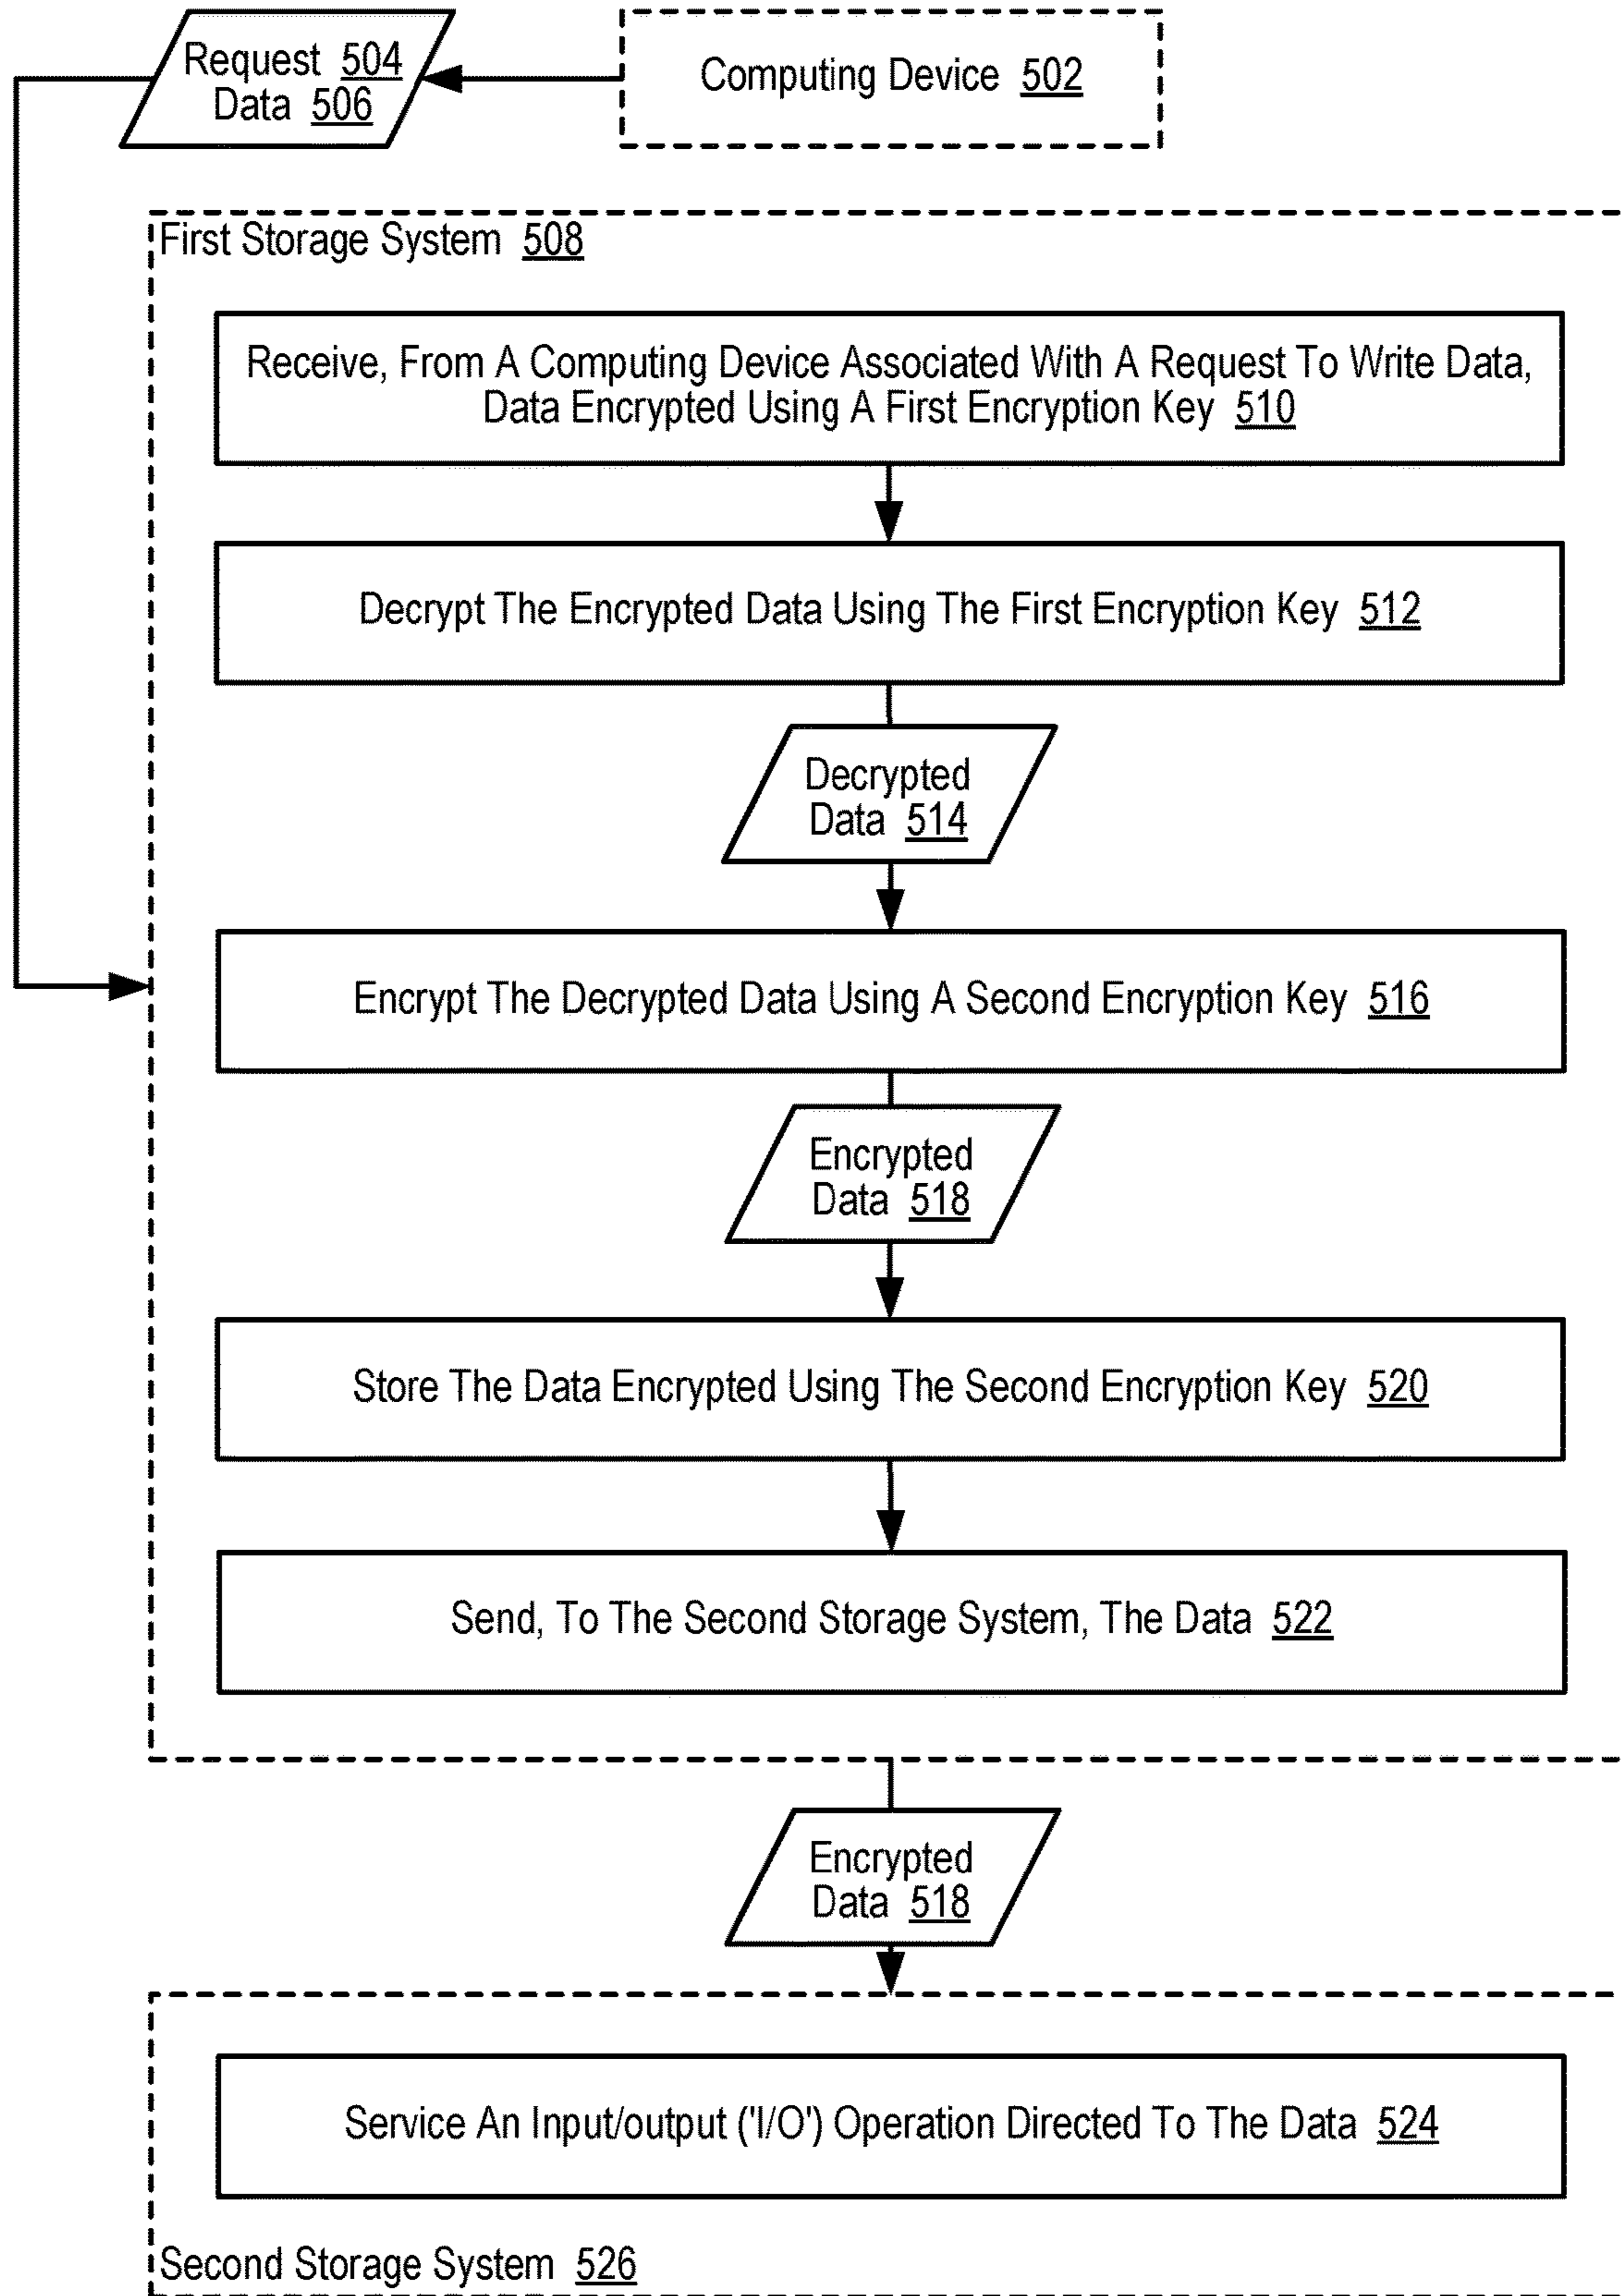 Request 504
Data 506
Computing Device 502
First Storage System 508
Receive, From A Computing Device Associated With A Request To Write Data,
Data Encrypted Using A First Encryption Key 510
Decrypt The Encrypted Data Using The First Encryption Key 512
Decrypted
Data 514
Encrypt The Decrypted Data Using A Second Encryption Key 516
Encrypted
Data 518
Store The Data Encrypted Using The Second Encryption Key 520
Send, To The Second Storage System, The Data 522
Encrypted
Data 518
Service An Input/output ('I/O') Operation Directed To The Data 524
Second Storage System 526